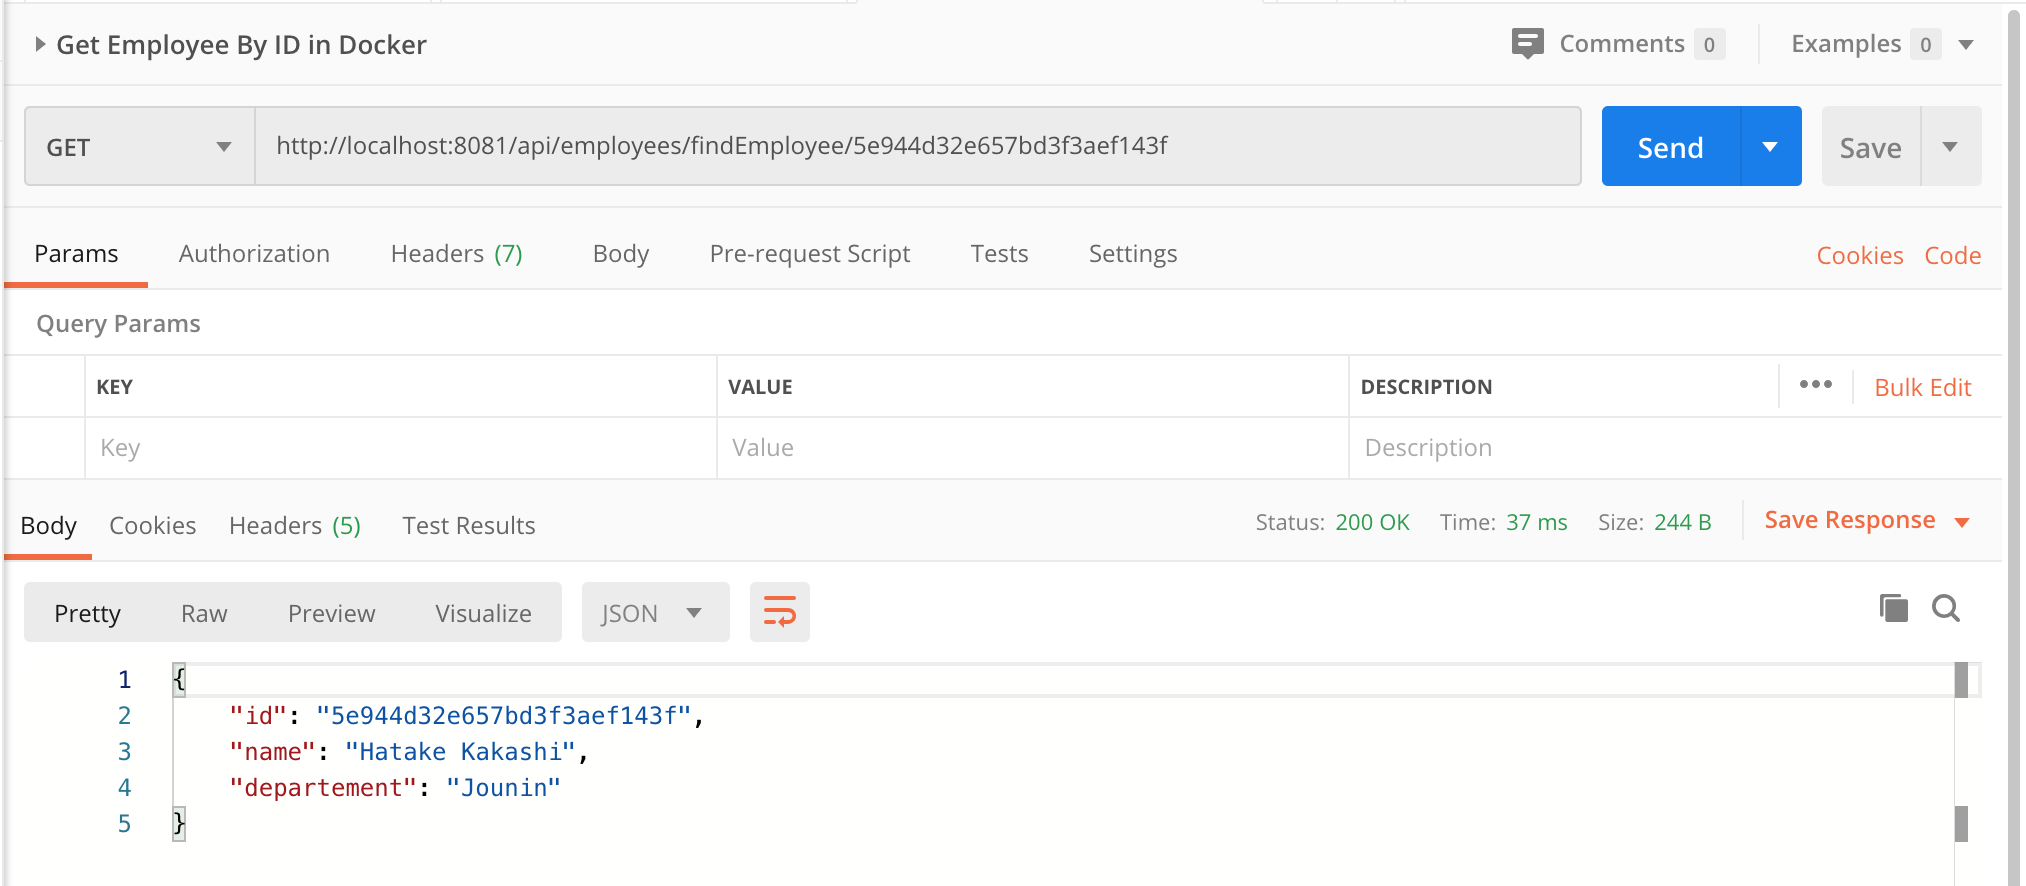 Get Employee By ID in Docker Comments 0 Examples 0
GET http://localhost:8081/api/employees/findEmployee/5e944d32e657bd3f3aef143f Send Save
Params Authorization Headers (7) Body Pre-request Script Tests Settings Cookies Code
Query Params
KEY VALUE DESCRIPTION ••• Bulk Edit
Key Value Description
Body Cookies Headers (5) Test Results Status: 200 OK Time: 37 ms Size: 244 B Save Response
Pretty Raw Preview Visualize JSON
1 {
2 "id": "5e944d32e657bd3f3aef143f",
3 "name": "Hatake Kakashi",
4 "departement": "Jounin"
5 }